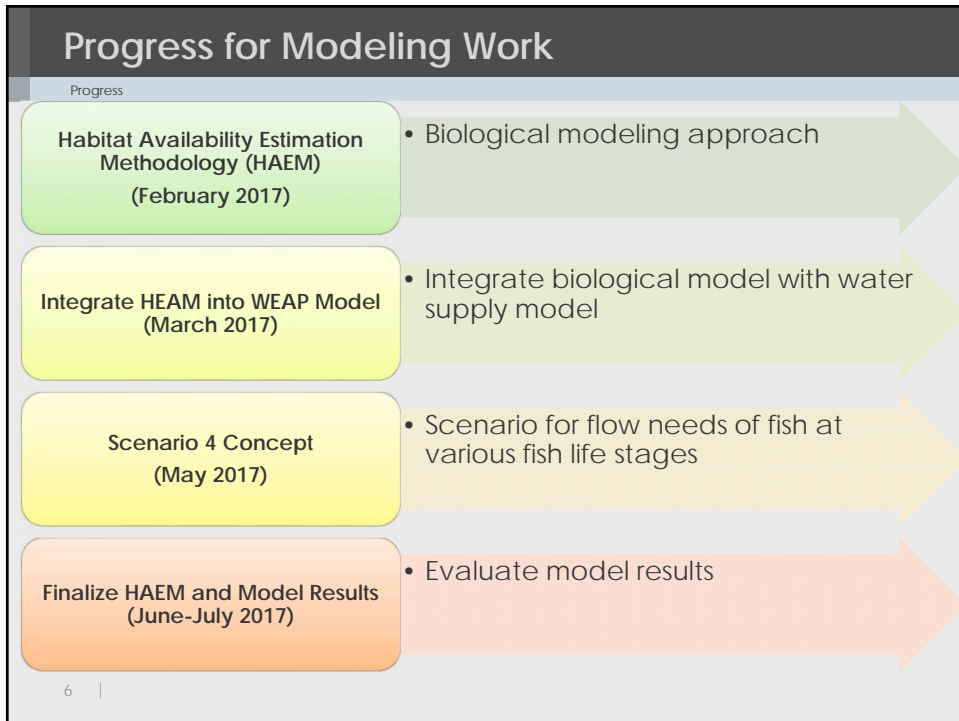 Progress for Modeling Work
Progress
Habitat Availability Estimation
Methodology (HAEM)
(February 2017)
• Biological modeling approach
Integrate HEAM into WEAP Model
(March 2017)
• Integrate biological model with water
supply model
Scenario 4 Concept
(May 2017)
• Scenario for flow needs of fish at
various fish life stages
Finalize HAEM and Model Results
(June-July 2017)
• Evaluate model results
6 |